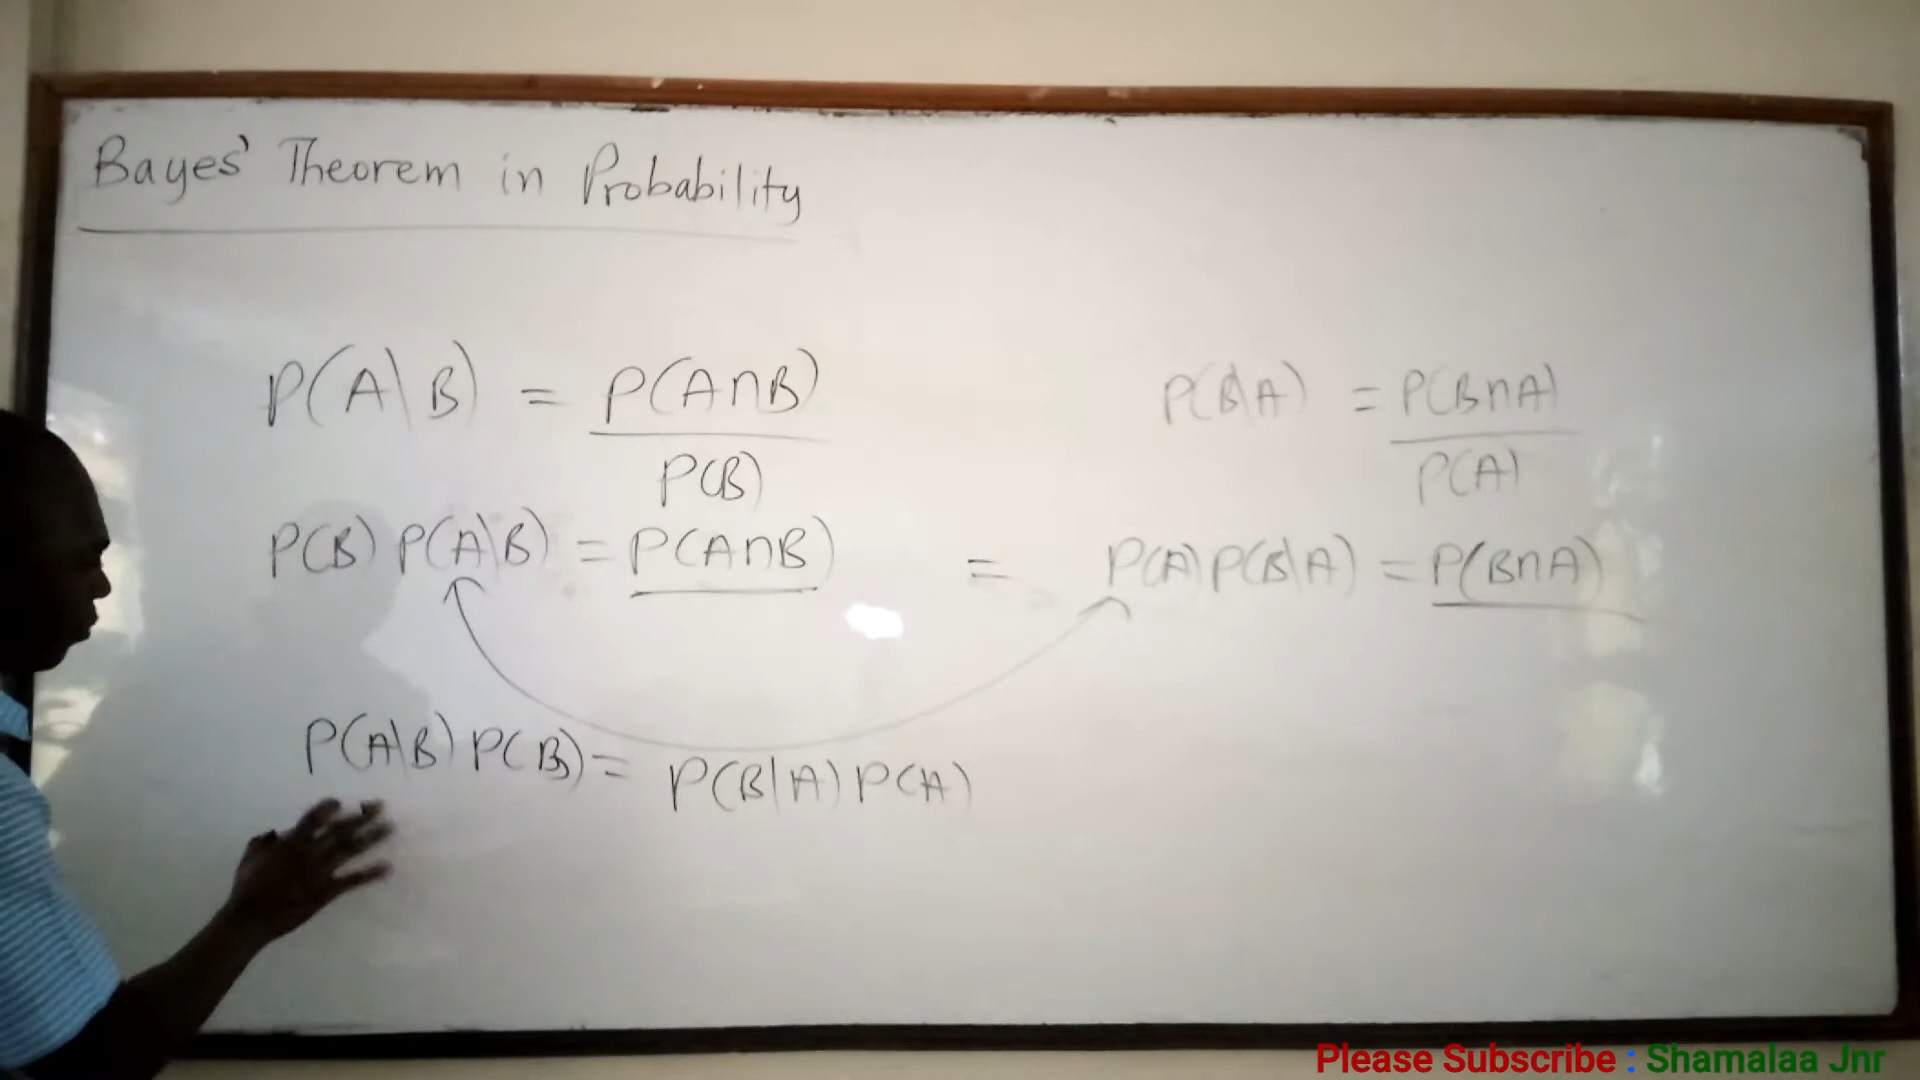 Bayes' Theorem in Probability
P(A\B) = P(A∩B)
P(B)
P(B\A) = P(B∩A)
P(A)
P(B) P(A\B) = P(A∩B) = P(A) P(B\A) = P(B∩A)
P(A\B) P(B) = P(B|A) P(A)
Please Subscribe : Shamalaa Jnr